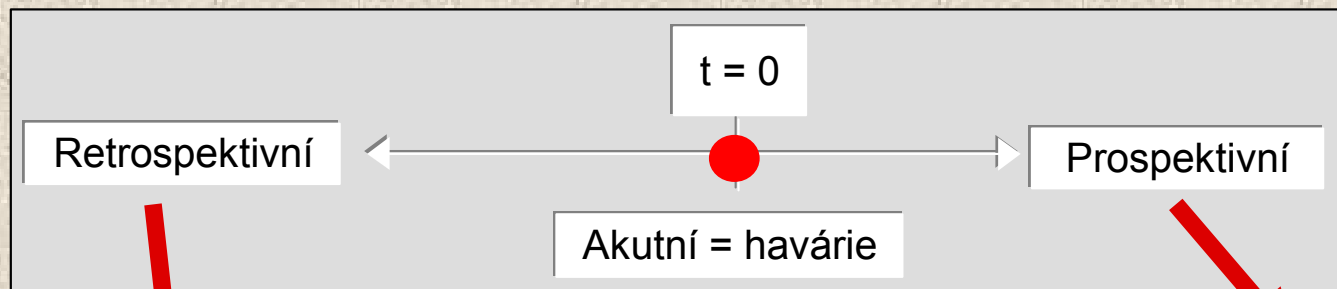 t = 0
Retrospektivní
Prospektivní
Akutní = havárie